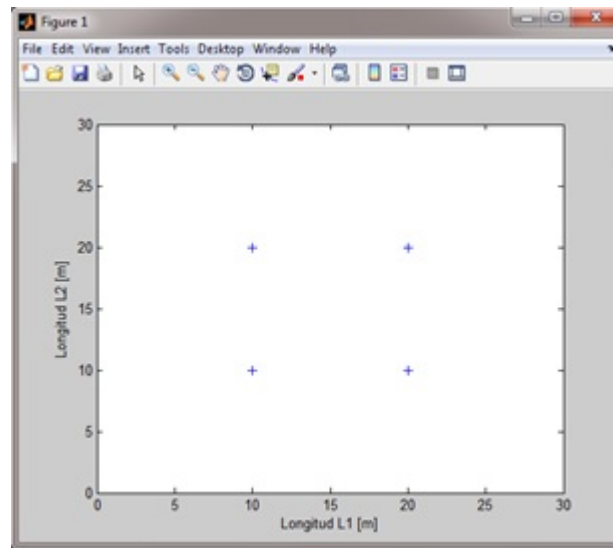 Figure 1
File Edit View Insert Tools Desktop Window Help
30
25
20
15
10
5
0
Longitud L2 [m]
0 5 10 15 20 25 30
Longitud L1 [m]